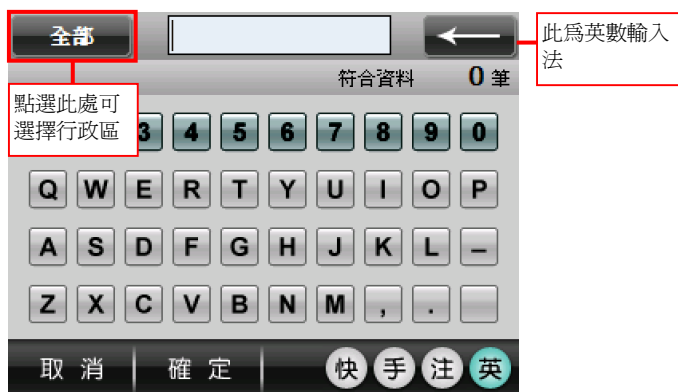 全部
此爲英數輸入
法
符合資料 0 筆
點選此處可
選擇行政區
3 4 5 6 7 8 9 0
Q W E R T Y U I O P
A S D F G H J K L –
Z X C V B N M , .
取 消 確 定 快 手 注 英